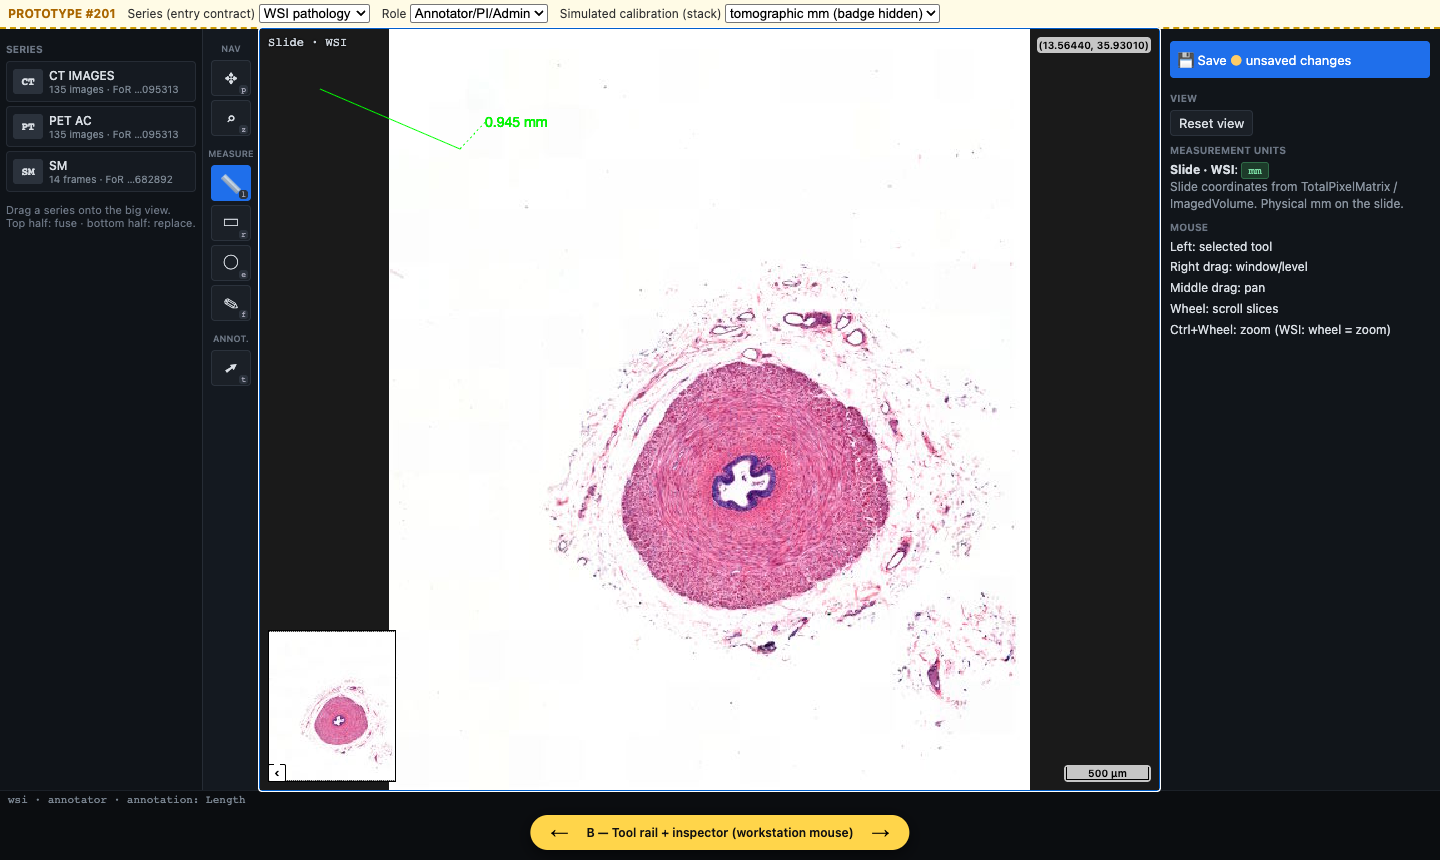 PROTOTYPE #201 Series (entry contract) WSI pathology Role Annotator/PI/Admin Simulated calibration (stack) tomographic mm (badge hidden)
SERIES
CT CT IMAGES
135 images · FoR …095313
PT PET AC
135 images · FoR …095313
SM SM
14 frames · FoR …682892
Drag a series onto the big view.
Top half: fuse · bottom half: replace.
NAV
p
z
MEASURE
l
r
e
f
ANNOT.
t
Slide · WSI
(13.56440, 35.93010)
0.945 mm
500 µm
Save unsaved changes
VIEW
Reset view
MEASUREMENT UNITS
Slide · WSI: mm
Slide coordinates from TotalPixelMatrix /
ImagedVolume. Physical mm on the slide.
MOUSE
Left: selected tool
Right drag: window/level
Middle drag: pan
Wheel: scroll slices
Ctrl+Wheel: zoom (WSI: wheel = zoom)
wsi · annotator · annotation: Length
← B — Tool rail + inspector (workstation mouse) →